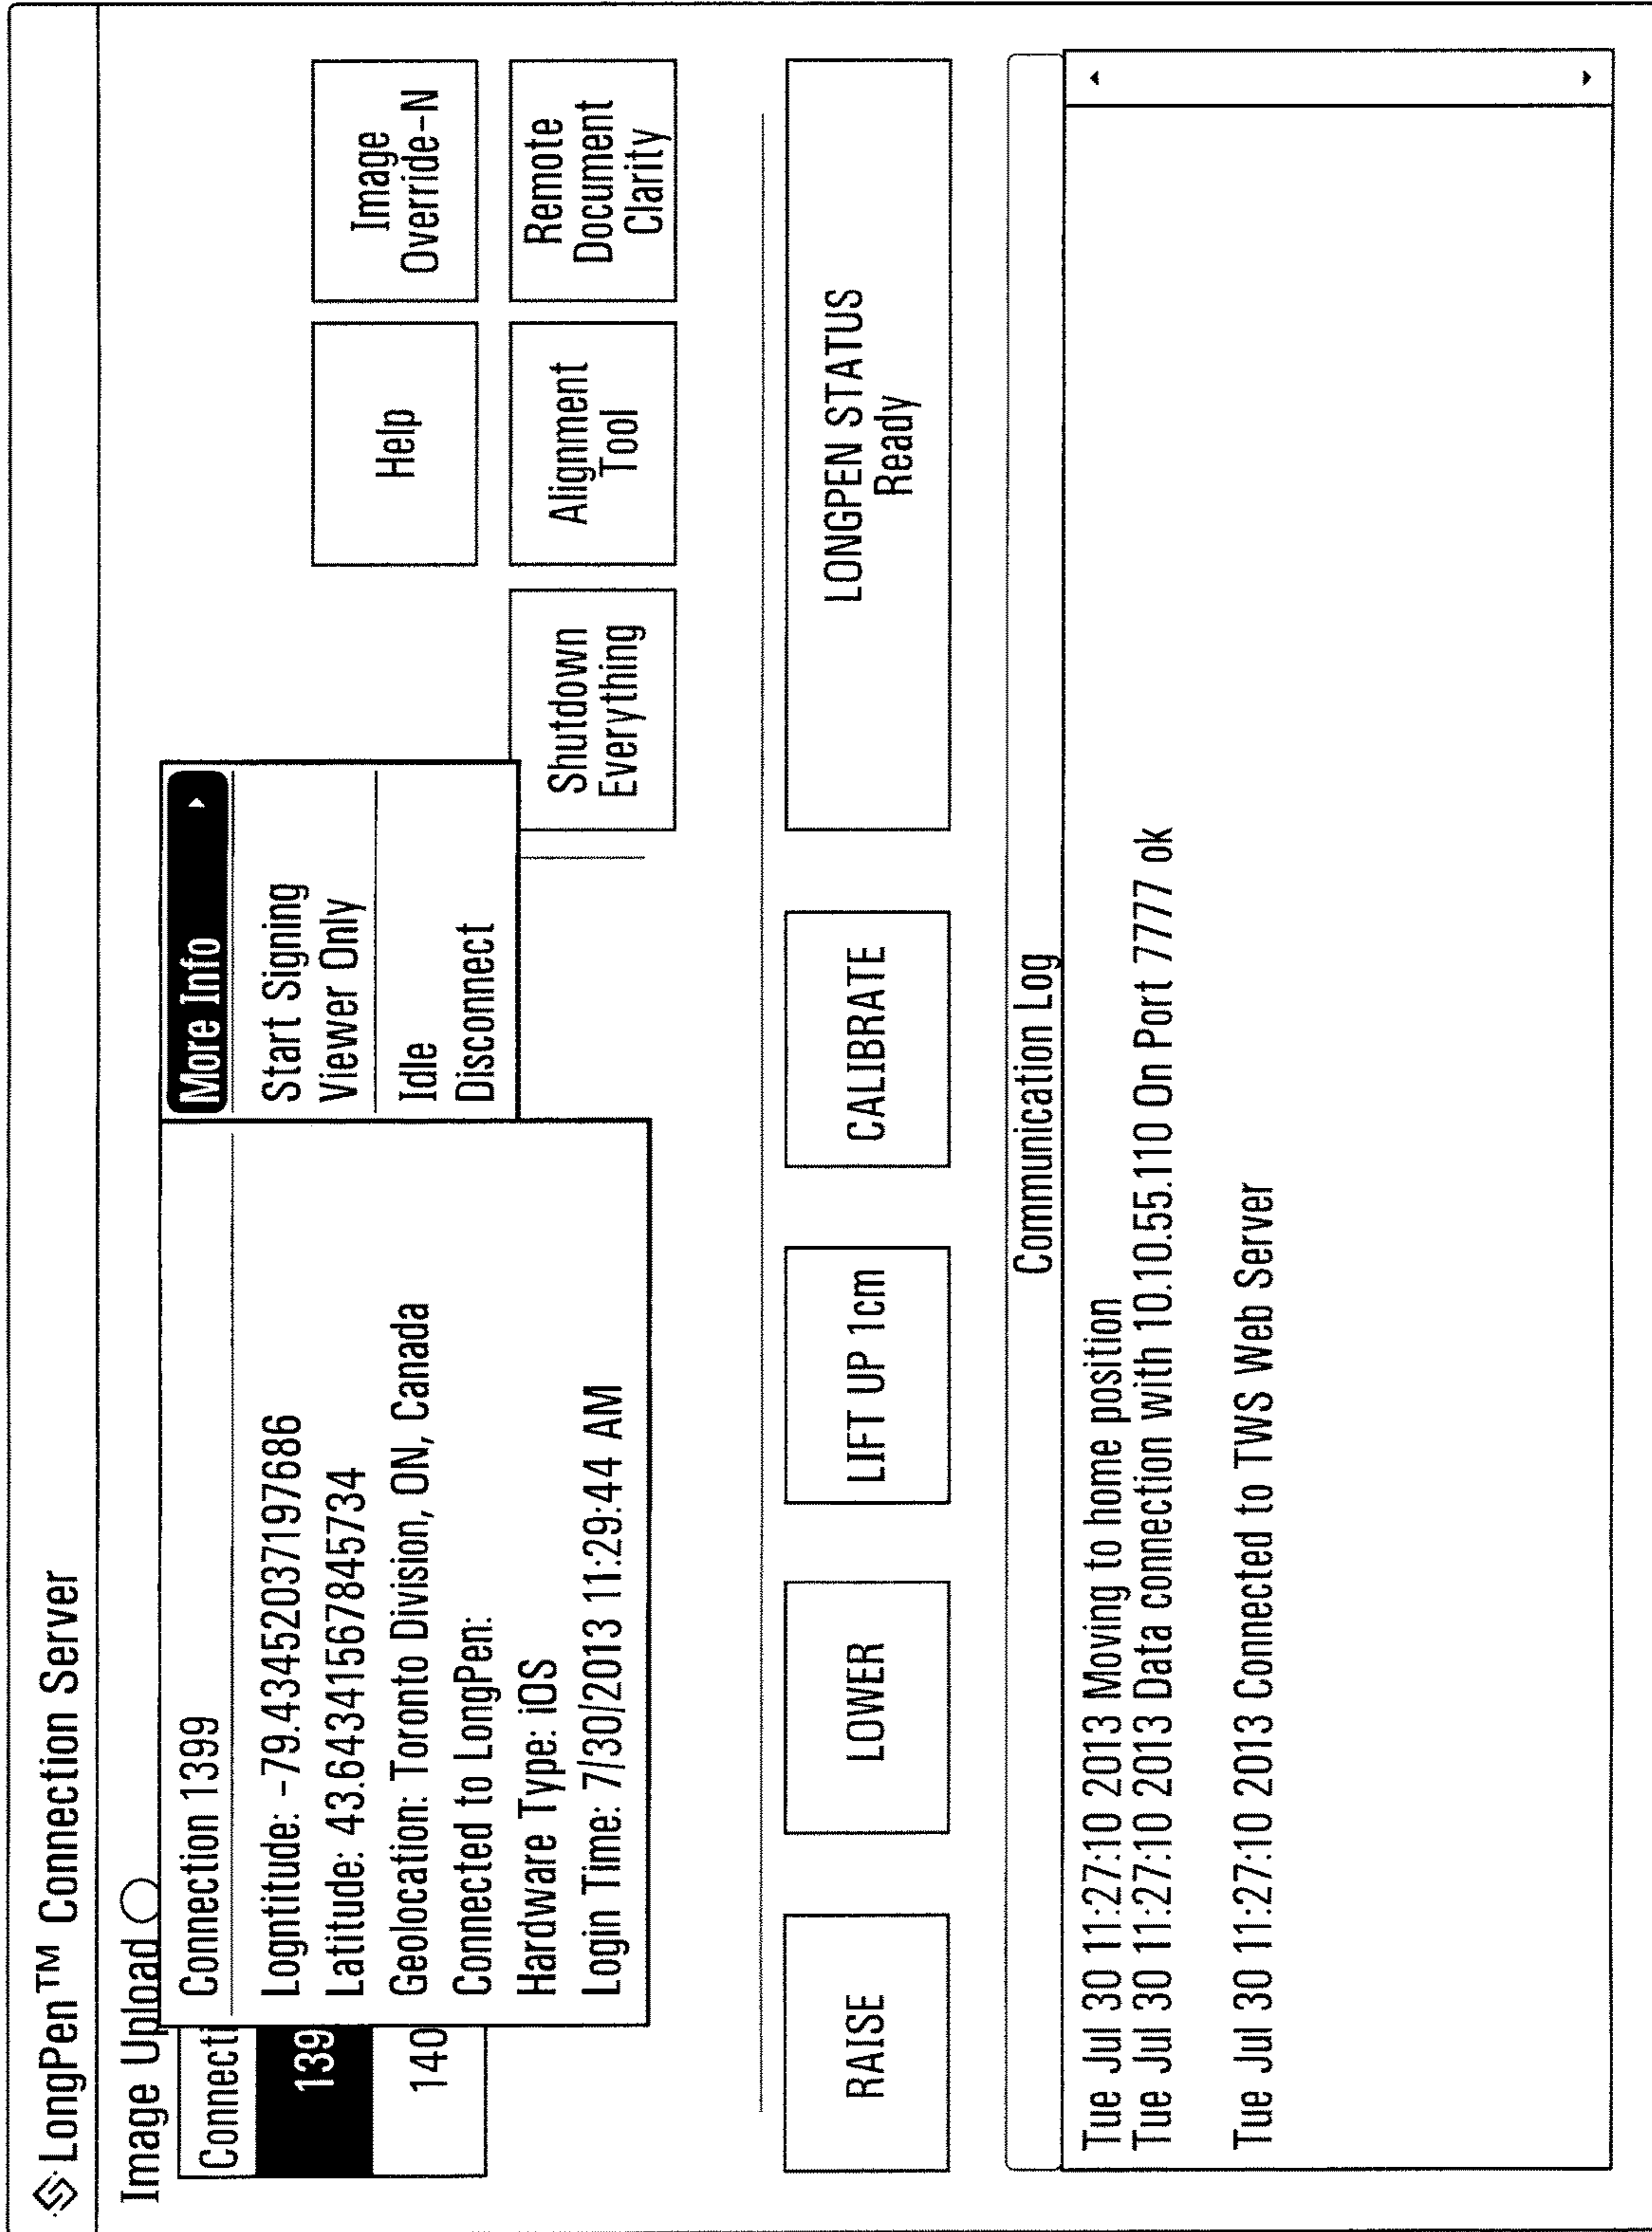 LongPen™ Connection Server
Image Upload
Connecti
139
140
Connection 1399
Logntitude: -79.4345203719​7686
Latitude: 43.6434156784​5734
Geolocation: Toronto Division, ON, Canada
Connected to LongPen:
Hardware Type: iOS
Login Time: 7/30/2013 11:29:44 AM
More Info
Start Signing
Viewer Only
Idle
Disconnect
Help
Image
Override-N
Shutdown
Everything
Alignment
Tool
Remote
Document
Clarity
RAISE
LOWER
LIFT UP 1cm
CALIBRATE
LONGPEN STATUS
Ready
Communication Log
Tue Jul 30 11:27:10 2013 Moving to home position
Tue Jul 30 11:27:10 2013 Data connection with 10.10.55.110 On Port 7777 ok
Tue Jul 30 11:27:10 2013 Connected to TWS Web Server